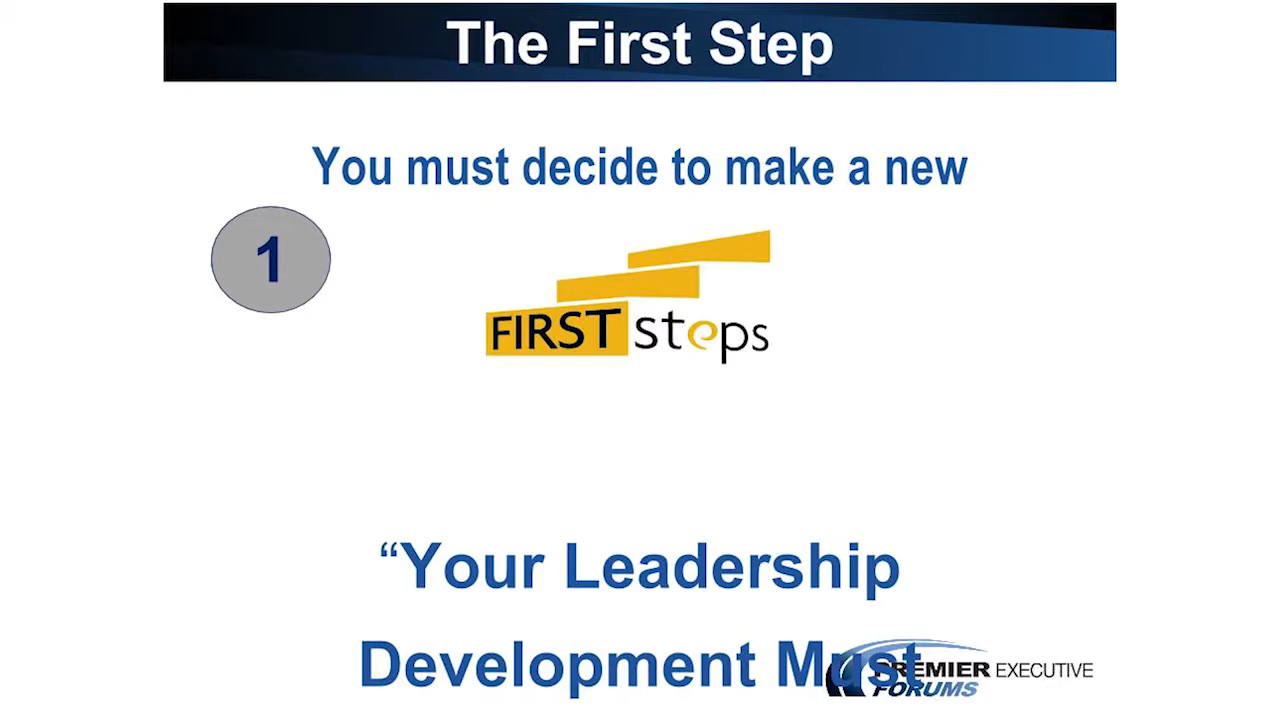 The First Step
You must decide to make a new
1
FIRST steps
“Your Leadership
Development Must
PREMIER EXECUTIVE
FORUMS